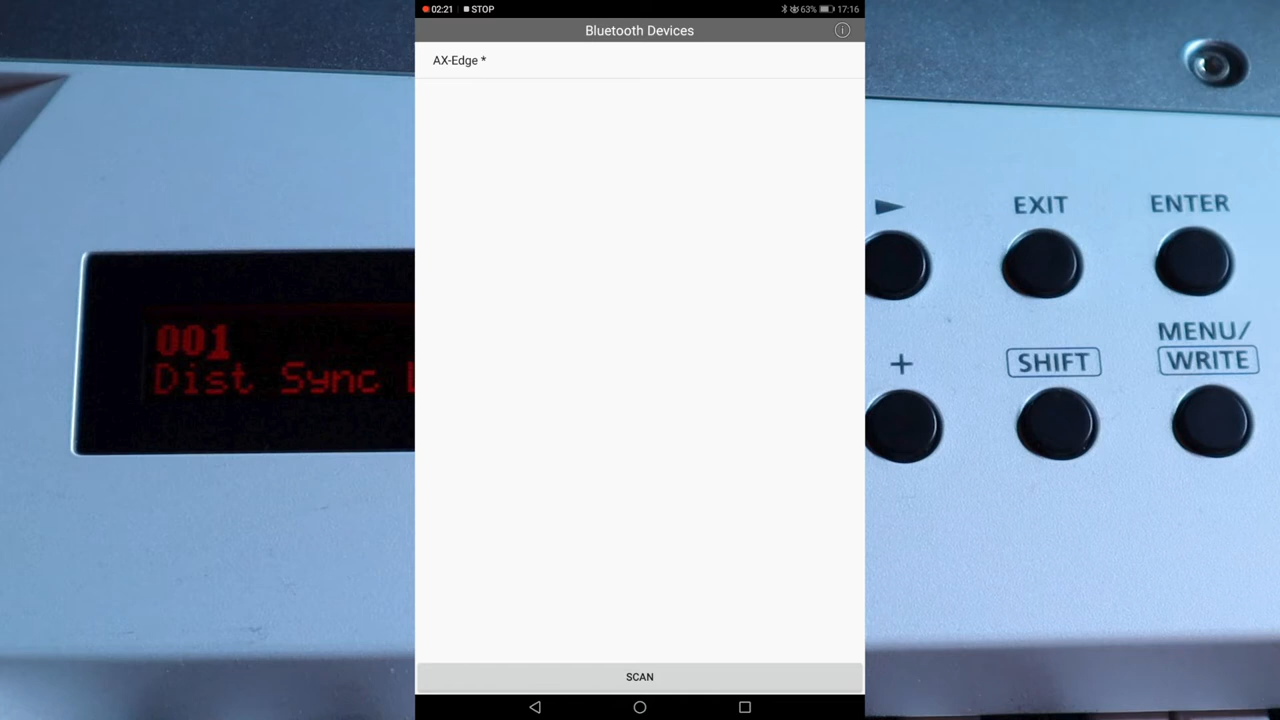 02:21 STOP
63% 17:16
Bluetooth Devices
AX-Edge *
EXIT ENTER
001
Dist Sync
MENU/
+ SHIFT WRITE
SCAN